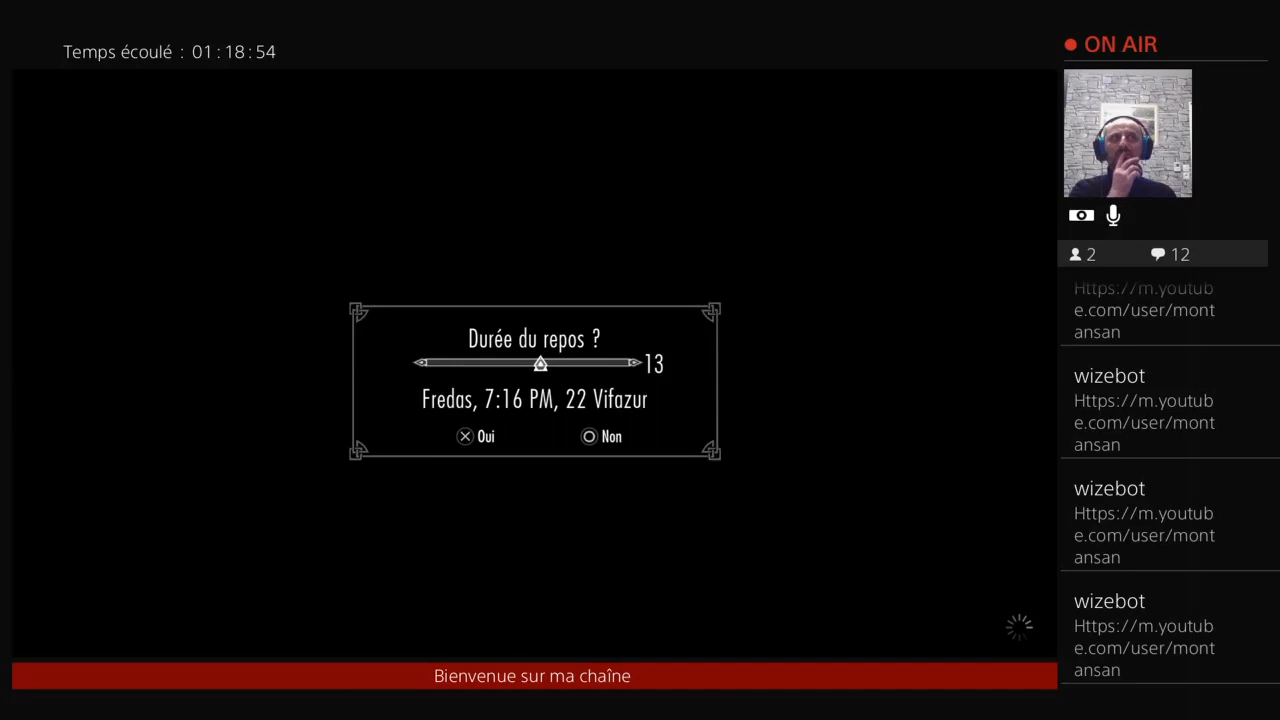 Temps écoulé : 01:18:54
ON AIR
2
12
Https://m.youtub
e.com/user/mont
ansan
wizebot
Https://m.youtub
e.com/user/mont
ansan
wizebot
Https://m.youtub
e.com/user/mont
ansan
wizebot
Https://m.youtub
e.com/user/mont
ansan
Durée du repos ?
13
Fredas, 7:16 PM, 22 Vifazur
Oui
Non
Bienvenue sur ma chaîne